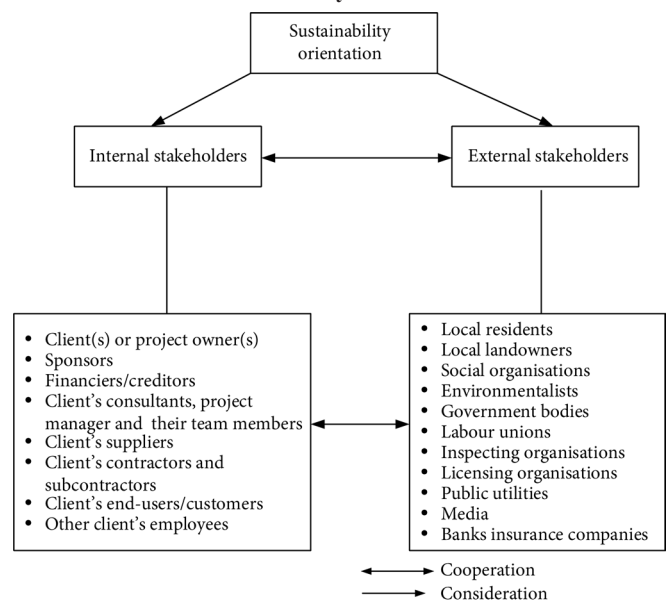 Sustainability
orientation
Internal stakeholders
External stakeholders
• Client(s) or project owner(s)
• Sponsors
• Financiers/creditors
• Client's consultants, project
manager and their team members
• Client's suppliers
• Client's contractors and
subcontractors
• Client's end-users/customers
• Other client's employees
• Local residents
• Local landowners
• Social organisations
• Environmentalists
• Government bodies
• Labour unions
• Inspecting organisations
• Licensing organisations
• Public utilities
• Media
• Banks insurance companies
Cooperation
Consideration